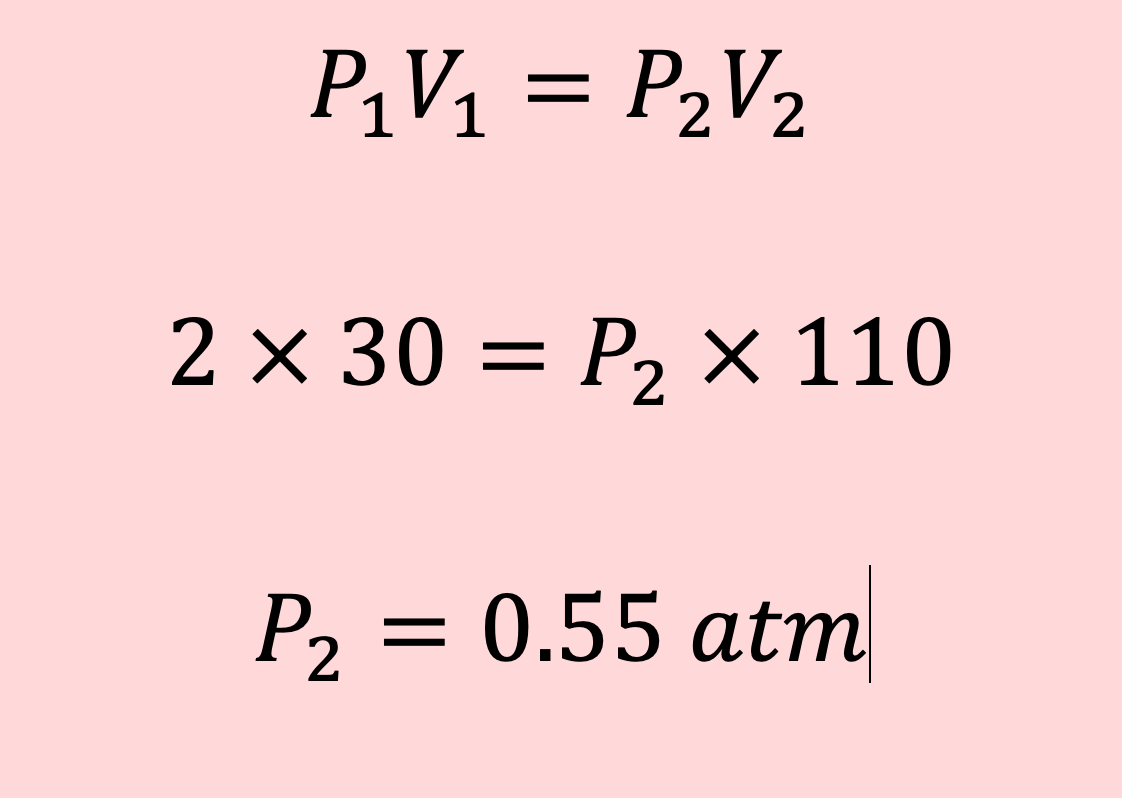 P₁V₁ = P₂V₂
2 × 30 = P₂ × 110
P₂ = 0.55 atm